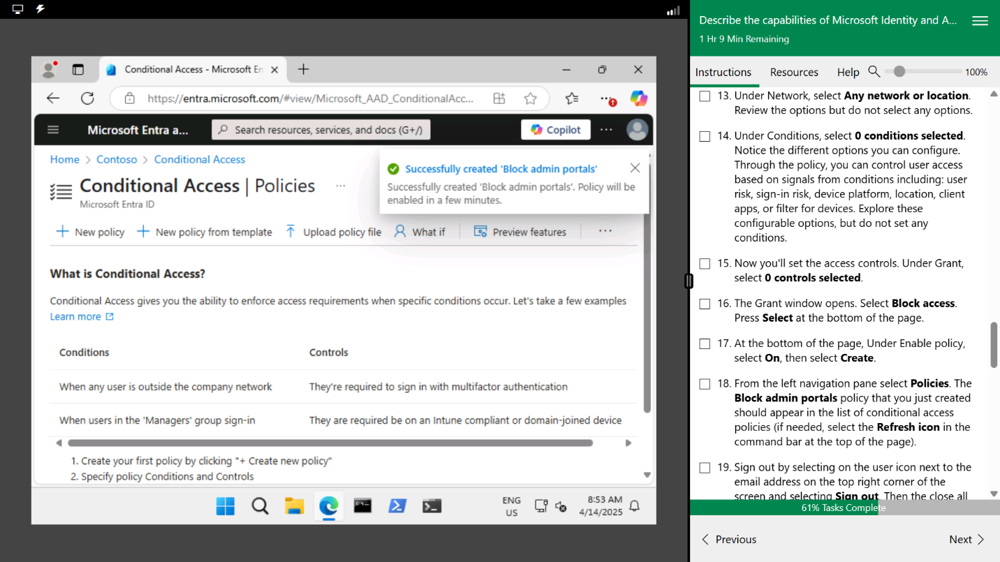 Describe the capabilities of Microsoft Identity and A...
1 Hr 9 Min Remaining
Instructions
Resources
Help
100%
Conditional Access - Microsoft En
https://entra.microsoft.com/#view/Microsoft_AAD_ConditionalAcc...
Microsoft Entra a...
Search resources, services, and docs (G+/)
Copilot
Home > Contoso > Conditional Access
Conditional Access | Policies
Microsoft Entra ID
Successfully created 'Block admin portals'
Successfully created 'Block admin portals'. Policy will be
enabled in a few minutes.
New policy
New policy from template
Upload policy file
What if
Preview features
What is Conditional Access?
Conditional Access gives you the ability to enforce access requirements when specific conditions occur. Let's take a few examples
Learn more
Conditions
Controls
When any user is outside the company network
They're required to sign in with multifactor authentication
When users in the 'Managers' group sign-in
They are required be on an Intune compliant or domain-joined device
1. Create your first policy by clicking "+ Create new policy"
2. Specify policy Conditions and Controls
ENG
US
8:53 AM
4/14/2025
13. Under Network, select Any network or location.
Review the options but do not select any options.
14. Under Conditions, select 0 conditions selected.
Notice the different options you can configure.
Through the policy, you can control user access
based on signals from conditions including: user
risk, sign-in risk, device platform, location, client
apps, or filter for devices. Explore these
configurable options, but do not set any
conditions.
15. Now you'll set the access controls. Under Grant,
select 0 controls selected.
16. The Grant window opens. Select Block access.
Press Select at the bottom of the page.
17. At the bottom of the page, Under Enable policy,
select On, then select Create.
18. From the left navigation pane select Policies. The
Block admin portals policy that you just created
should appear in the list of conditional access
policies (if needed, select the Refresh icon in the
command bar at the top of the page).
19. Sign out by selecting on the user icon next to the
email address on the top right corner of the
screen and selecting Sign out. Then the close all
61% Tasks Complete
Previous
Next